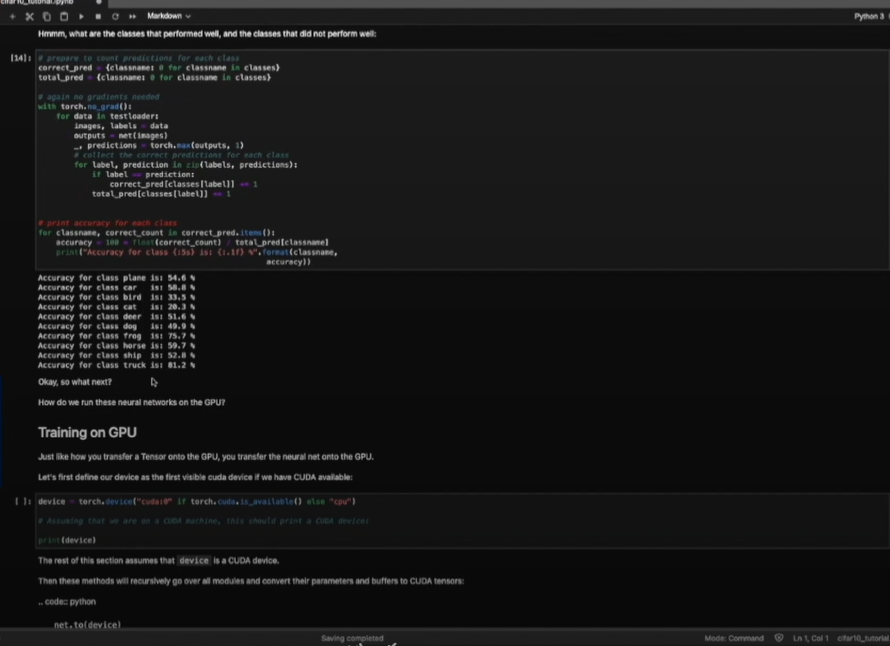 cifar10_tutorial.ipynb
Markdown
Python 3
Hmmm, what are the classes that performed well, and the classes that did not perform well:
[14]: # prepare to count predictions for each class
correct_pred = {classname: 0 for classname in classes}
total_pred = {classname: 0 for classname in classes}
# again no gradients needed
with torch.no_grad():
for data in testloader:
images, labels = data
outputs = net(images)
_, predictions = torch.max(outputs, 1)
# collect the correct predictions for each class
for label, prediction in zip(labels, predictions):
if label == prediction:
correct_pred[classes[label]] += 1
total_pred[classes[label]] += 1
# print accuracy for each class
for classname, correct_count in correct_pred.items():
accuracy = 100 * float(correct_count) / total_pred[classname]
print("Accuracy for class {:5s} is: {:.1f} %".format(classname,
accuracy))
Accuracy for class plane is: 54.6 %
Accuracy for class car is: 58.8 %
Accuracy for class bird is: 33.5 %
Accuracy for class cat is: 20.3 %
Accuracy for class deer is: 51.6 %
Accuracy for class dog is: 49.9 %
Accuracy for class frog is: 75.7 %
Accuracy for class horse is: 59.7 %
Accuracy for class ship is: 52.8 %
Accuracy for class truck is: 81.2 %
Okay, so what next?
How do we run these neural networks on the GPU?
Training on GPU
Just like how you transfer a Tensor onto the GPU, you transfer the neural net onto the GPU.
Let's first define our device as the first visible cuda device if we have CUDA available:
[ ]: device = torch.device("cuda:0" if torch.cuda.is_available() else "cpu")
# Assuming that we are on a CUDA machine, this should print a CUDA device:
print(device)
The rest of this section assumes that device is a CUDA device.
Then these methods will recursively go over all modules and convert their parameters and buffers to CUDA tensors:
.. code:: python
net.to(device)
Saving completed
Mode: Command
Ln 1, Col 1
cifar10_tutorial